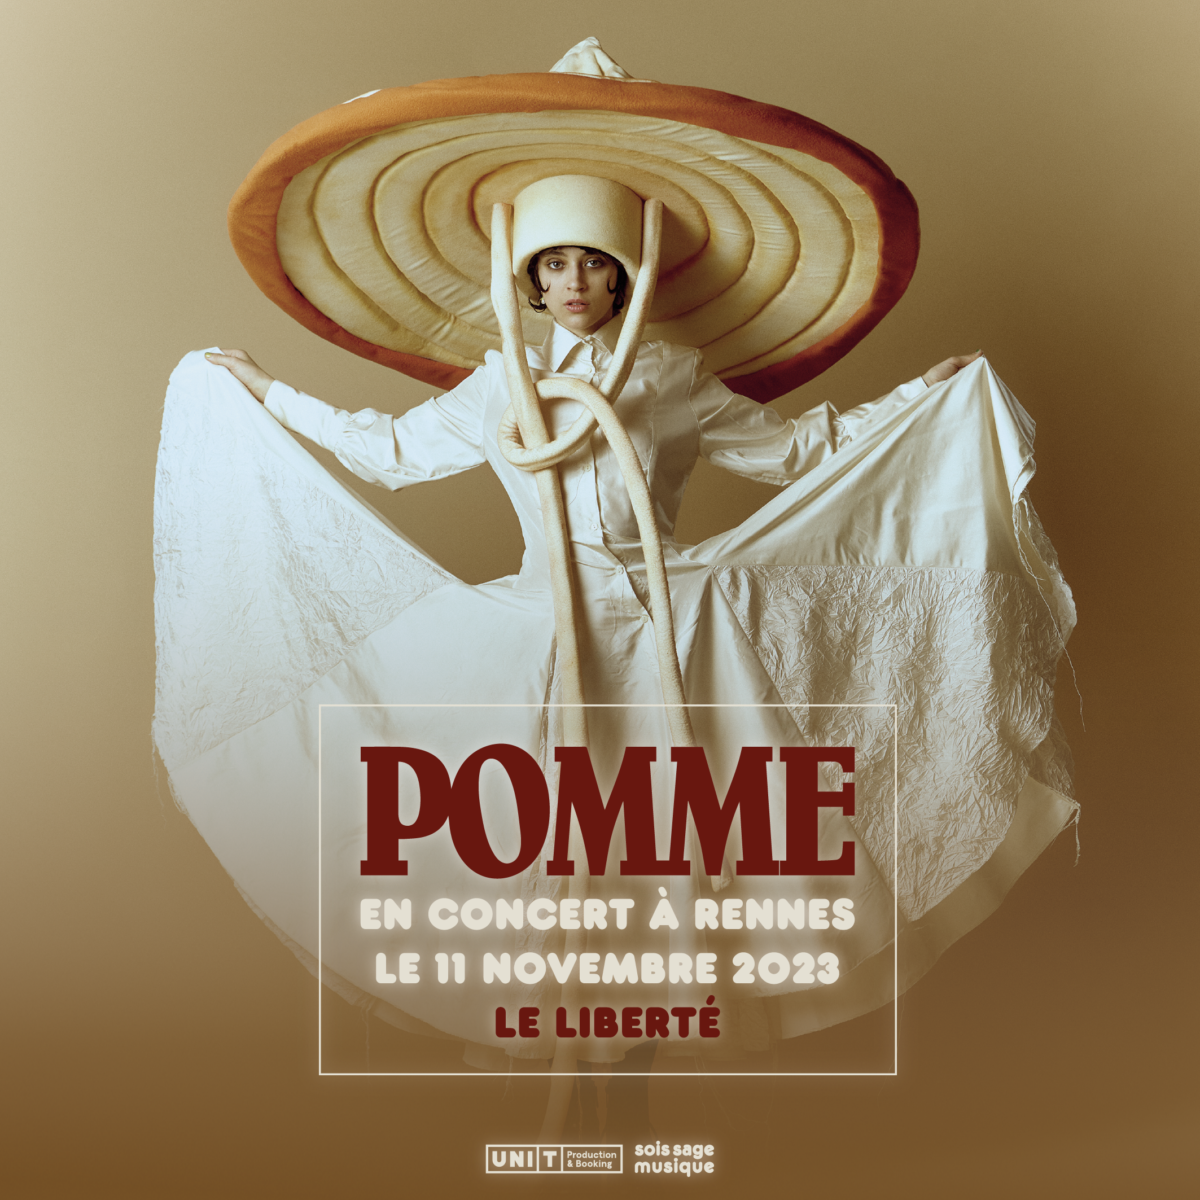 POMME
EN CONCERT À RENNES
LE 11 NOVEMBRE 2023
LE LIBERTÉ
UNIT Production & Booking
sois sage
musique